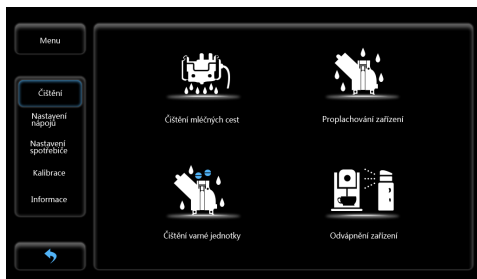 Menu
Čištění
Nastavení
nápojů
Nastavení
spotřebiče
Kalibrace
Informace
Čištění mléčných cest
Proplachování zařízení
Čištění varné jednotky
Odvápnění zařízení